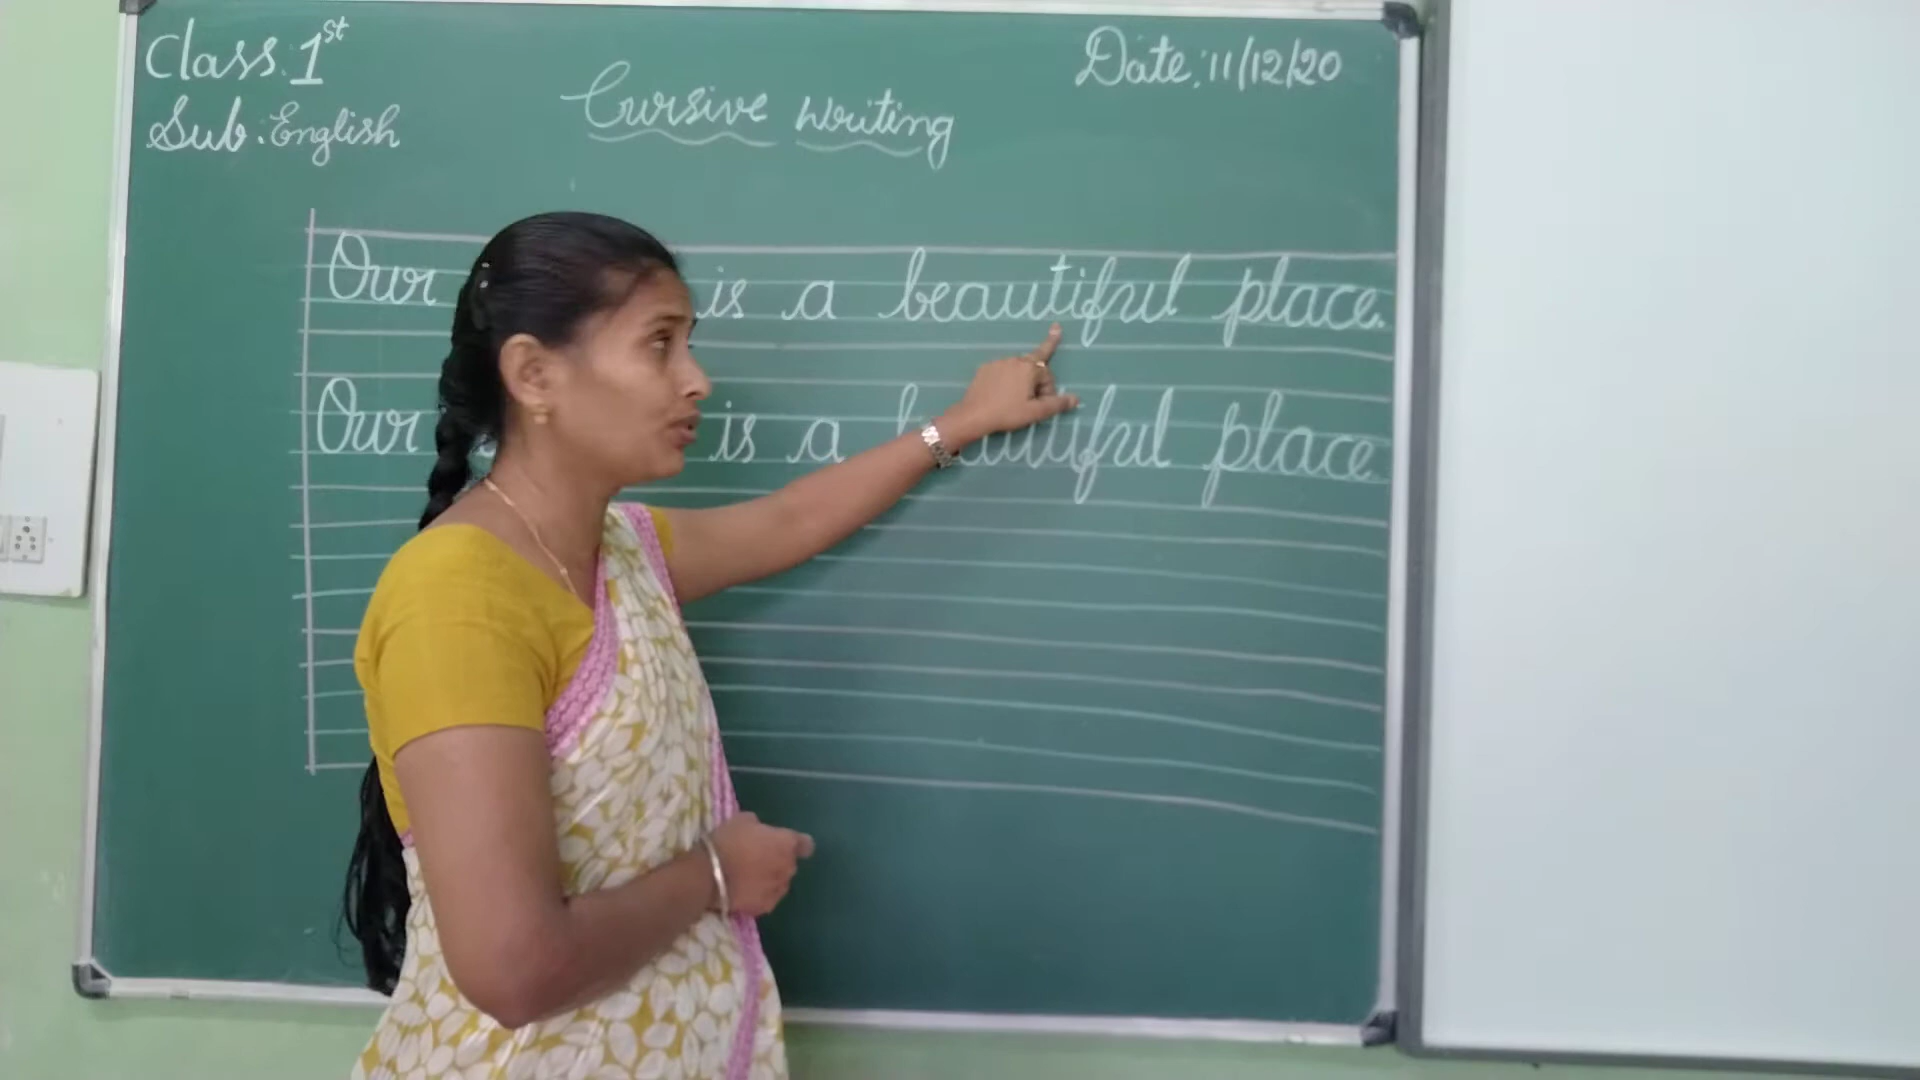 Class: 1st
Sub: English
Date: 11/12/20
Cursive Writing
Our is a beautiful place.
Our is a beautiful place.